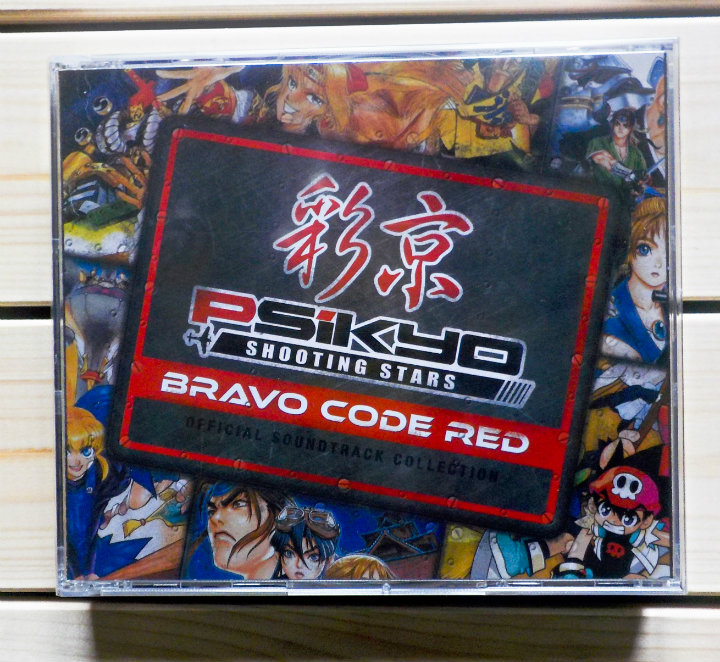 彩京
PSiKYO
SHOOTING STARS
BRAVO CODE RED
OFFICIAL SOUNDTRACK COLLECTION